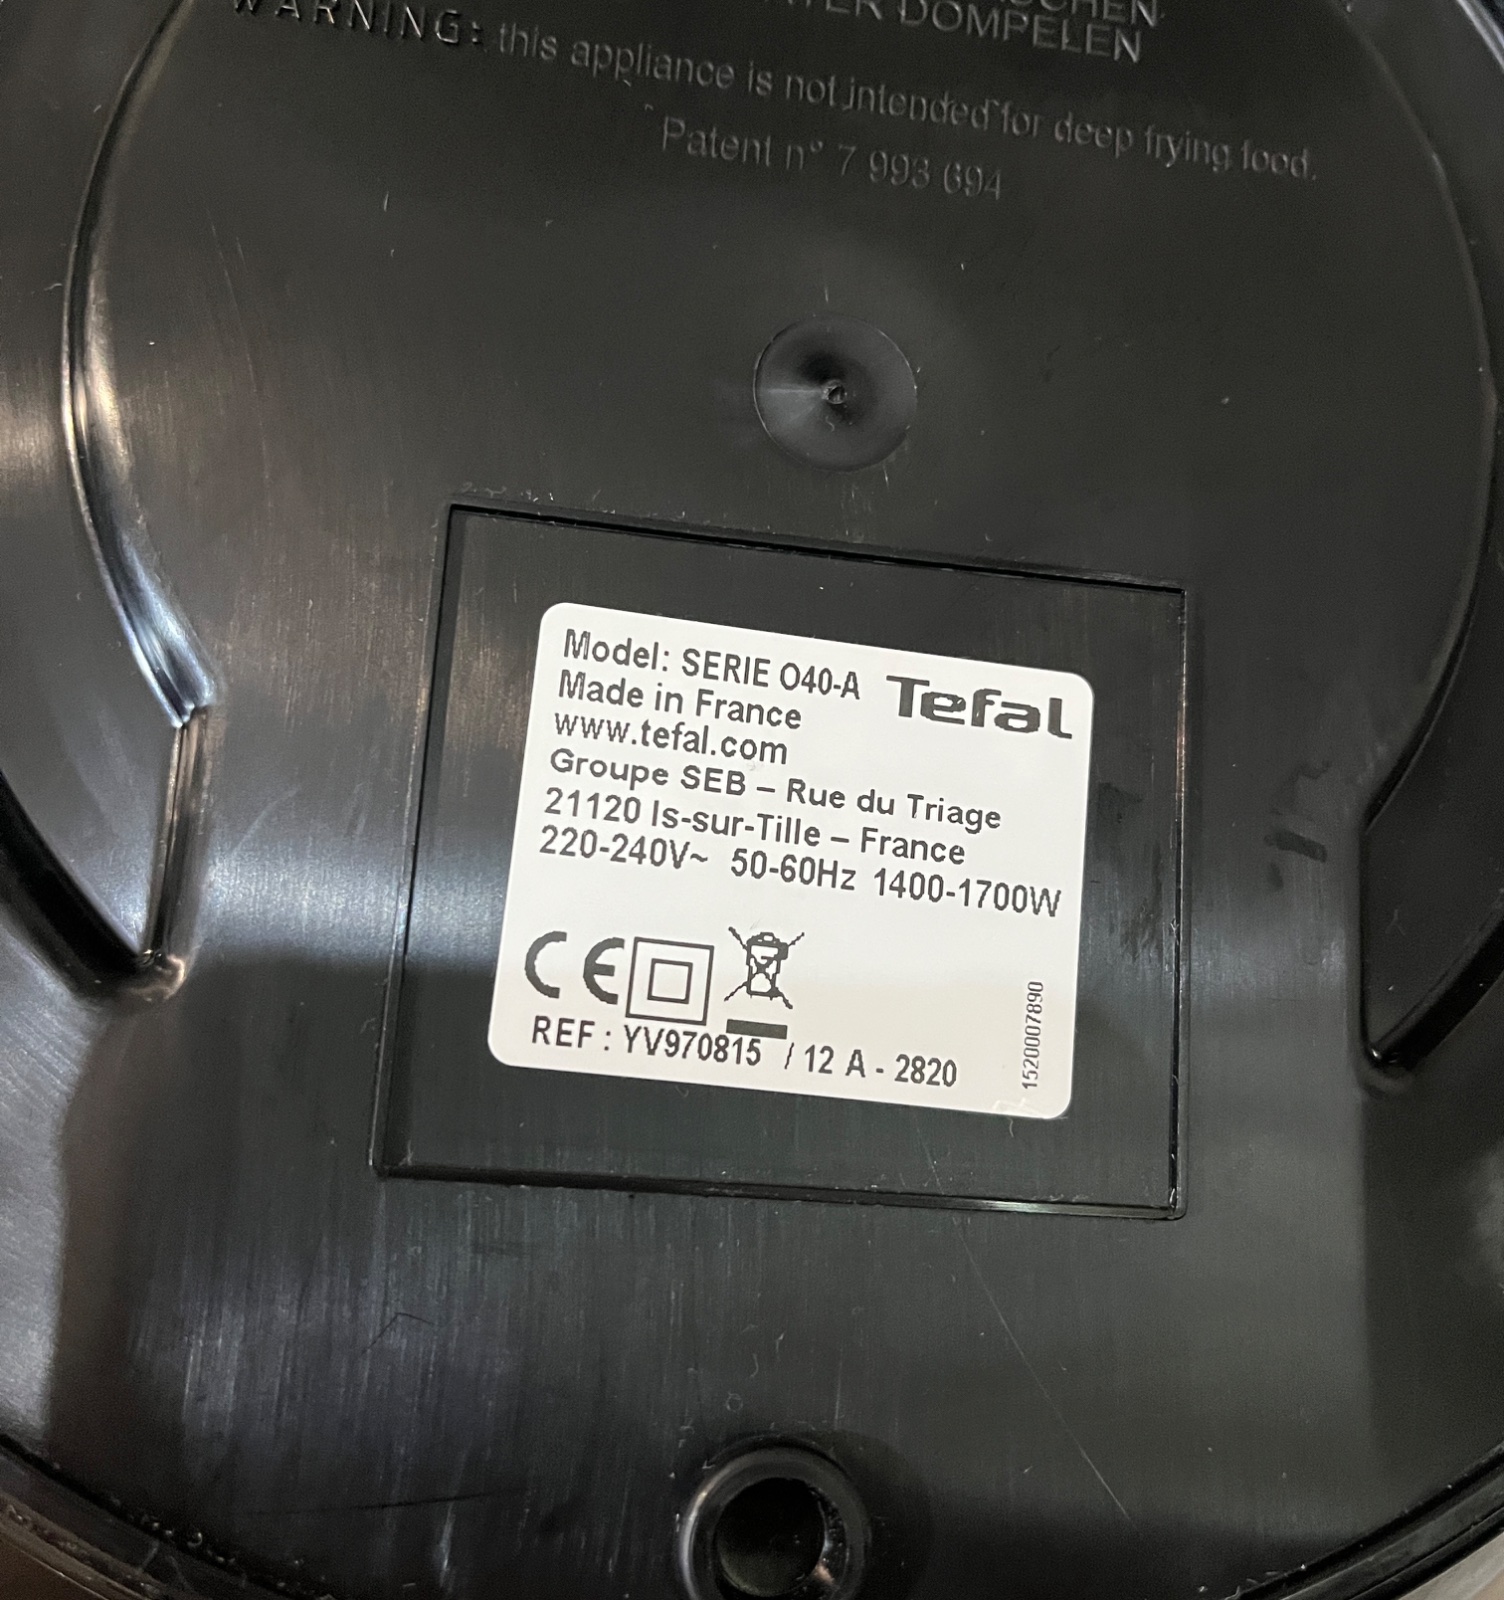 DOMPELEN
WARNING: this appliance is not intended for deep frying food.
Patent n° 7 993 694
Model: SERIE O40-A
Tefal
Made in France
www.tefal.com
Groupe SEB – Rue du Triage
21120 Is-sur-Tille – France
220-240V~ 50-60Hz 1400-1700W
CE
REF : YV970815 / 12 A - 2820
1520007890